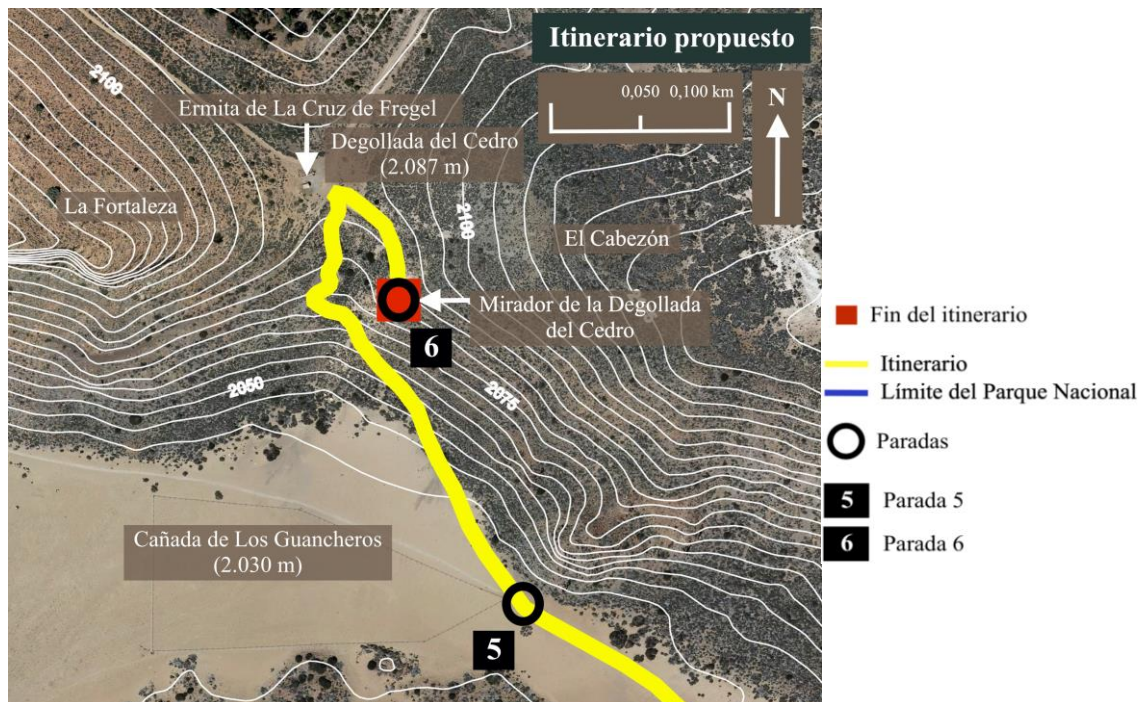 Itinerario propuesto
0,050 0,100 km
N
2100
Ermita de La Cruz de Fregel
Degollada del Cedro
(2.087 m)
La Fortaleza
2100
El Cabezón
Mirador de la Degollada
del Cedro
6
2050
2075
Cañada de Los Guancheros
(2.030 m)
5
Fin del itinerario
Itinerario
Límite del Parque Nacional
Paradas
5 Parada 5
6 Parada 6